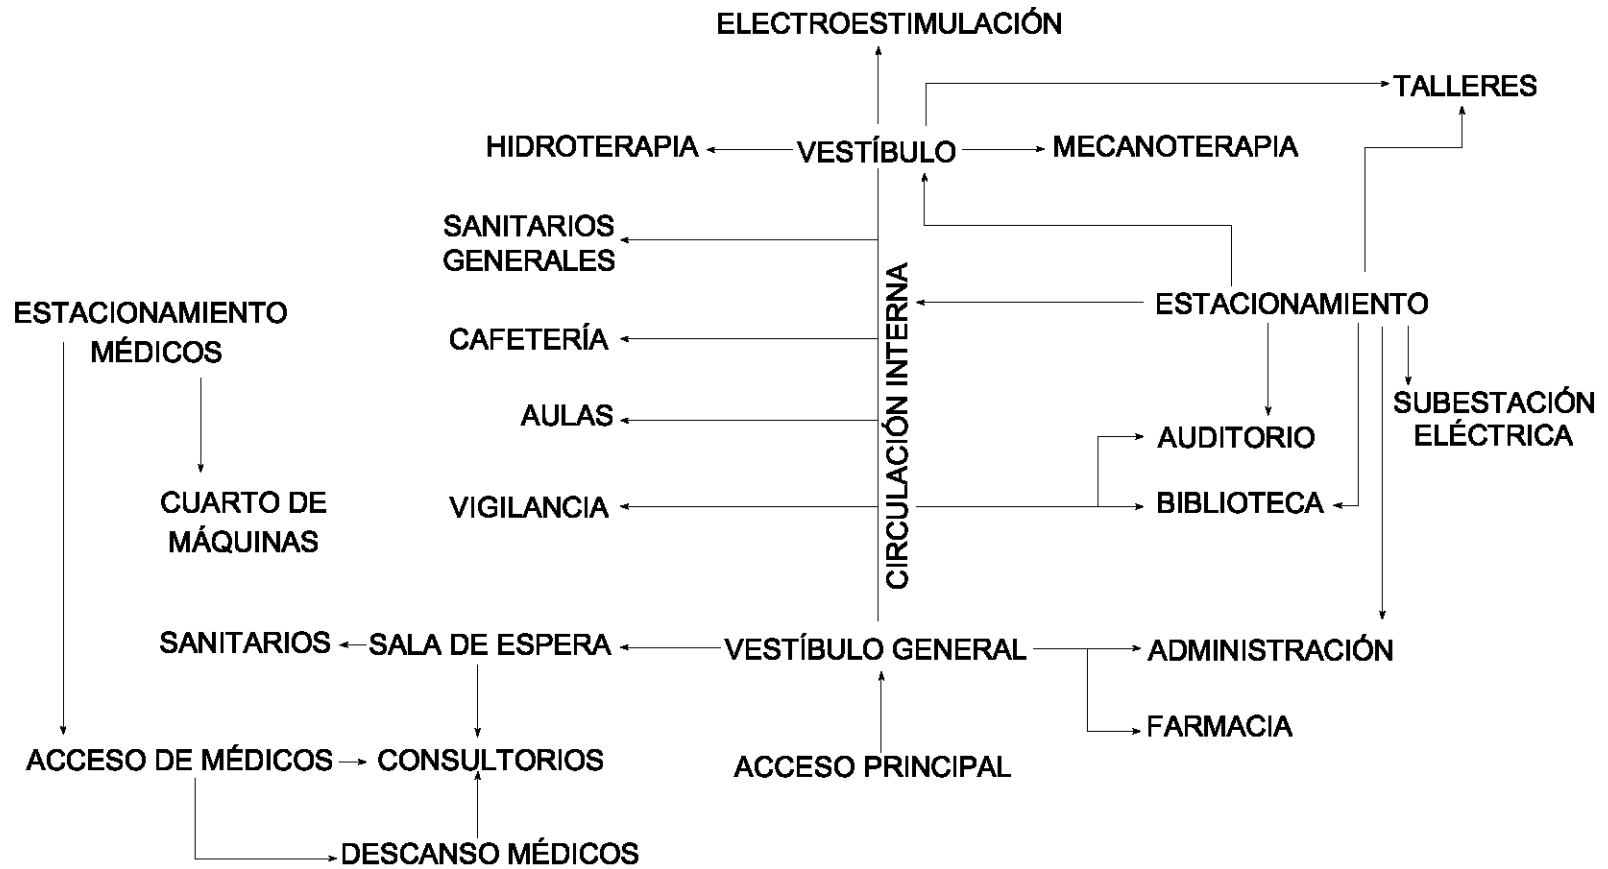 ELECTROESTIMULACIÓN
TALLERES
HIDROTERAPIA
VESTÍBULO
MECANOTERAPIA
SANITARIOS
GENERALES
ESTACIONAMIENTO
MÉDICOS
CAFETERÍA
CIRCULACIÓN INTERNA
ESTACIONAMIENTO
AULAS
SUBESTACIÓN
ELÉCTRICA
AUDITORIO
CUARTO DE
MÁQUINAS
VIGILANCIA
BIBLIOTECA
SANITARIOS
SALA DE ESPERA
VESTÍBULO GENERAL
ADMINISTRACIÓN
FARMACIA
ACCESO DE MÉDICOS
CONSULTORIOS
ACCESO PRINCIPAL
DESCANSO MÉDICOS